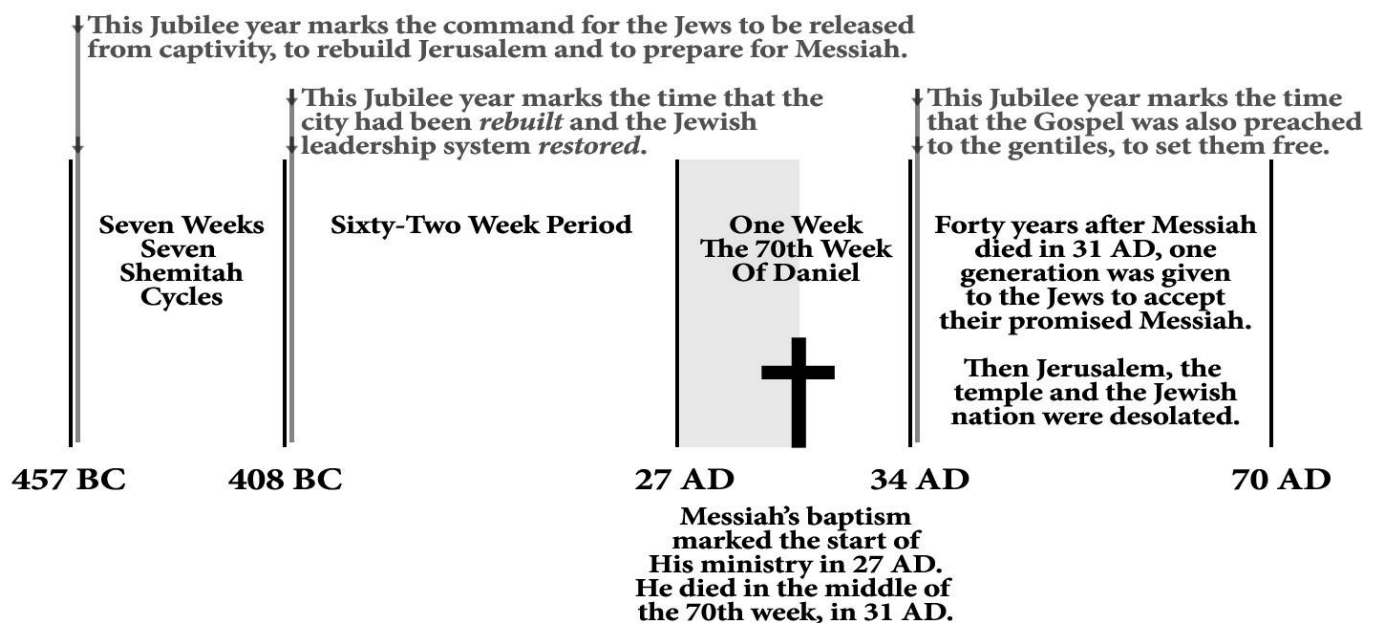 This Jubilee year marks the command for the Jews to be released
from captivity, to rebuild Jerusalem and to prepare for Messiah.
This Jubilee year marks the time that the
city had been rebuilt and the Jewish
leadership system restored.
This Jubilee year marks the time
that the Gospel was also preached
to the gentiles, to set them free.
Seven Weeks
Seven
Shemitah
Cycles
Sixty-Two Week Period
One Week
The 70th Week
Of Daniel
Forty years after Messiah
died in 31 AD, one
generation was given
to the Jews to accept
their promised Messiah.
Then Jerusalem, the
temple and the Jewish
nation were desolated.
457 BC
408 BC
27 AD
34 AD
70 AD
Messiah's baptism
marked the start of
His ministry in 27 AD.
He died in the middle of
the 70th week, in 31 AD.